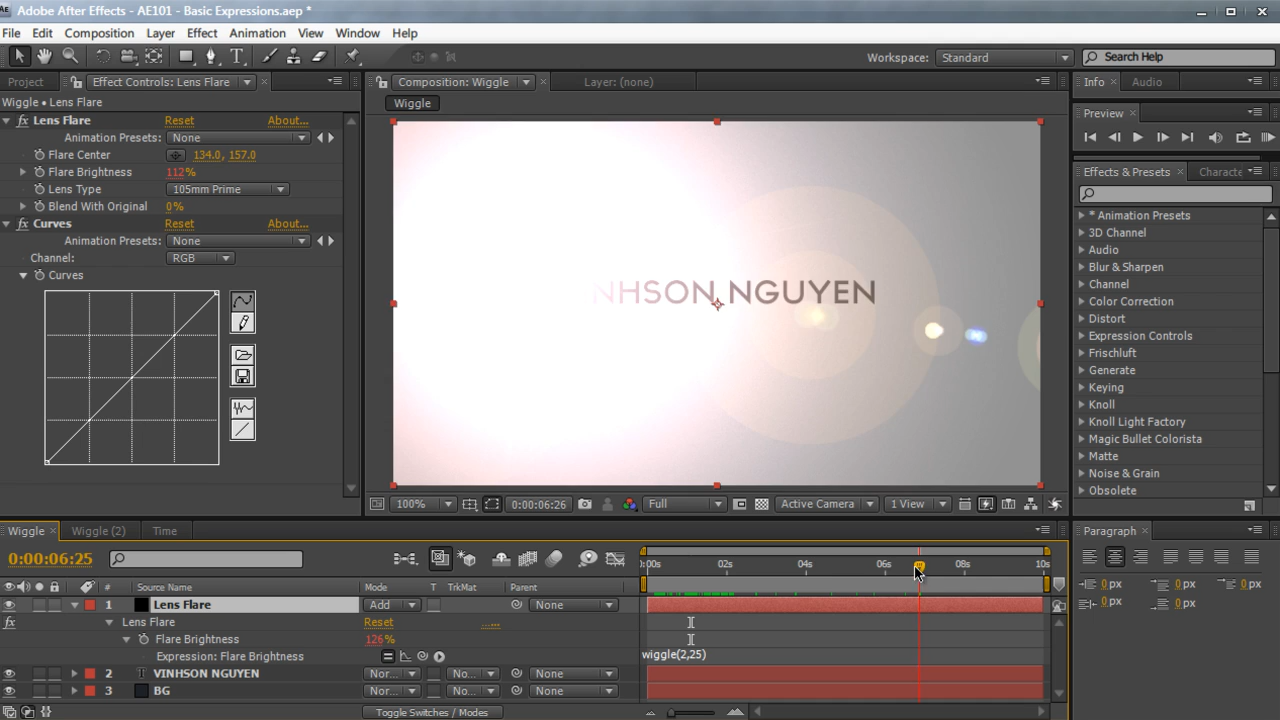 Adobe After Effects - AE101 - Basic Expressions.aep *
File Edit Composition Layer Effect Animation View Window Help
Workspace: Standard Search Help
Project Effect Controls: Lens Flare Composition: Wiggle Layer: (none) Info Audio
Wiggle • Lens Flare Wiggle
Preview
fx Lens Flare Reset About...
Animation Presets: None
Flare Center 134.0, 157.0
Flare Brightness 112%
Lens Type 105mm Prime
Blend With Original 0%
fx Curves Reset About...
Animation Presets: None
Channel: RGB
Curves
NHSON NGUYEN
Effects & Presets Characte
* Animation Presets
3D Channel
Audio
Blur & Sharpen
Channel
Color Correction
Distort
Expression Controls
Frischluft
Generate
Keying
Knoll
Knoll Light Factory
Magic Bullet Colorista
Matte
Noise & Grain
Obsolete
100% 0:00:06:26 Full Active Camera 1 View
Wiggle Wiggle (2) Time
0:00:06:25
:00s 02s 04s 06s 08s 10s
# Source Name Mode T TrkMat Parent
1 Lens Flare Add None
fx Lens Flare Reset ......
Flare Brightness 126%
Expression: Flare Brightness wiggle(2,25)
2 T VINHSON NGUYEN Nor... No... None
3 BG Nor... No... None
Toggle Switches / Modes
Paragraph
0 px 0 px 0 px
0 px 0 px